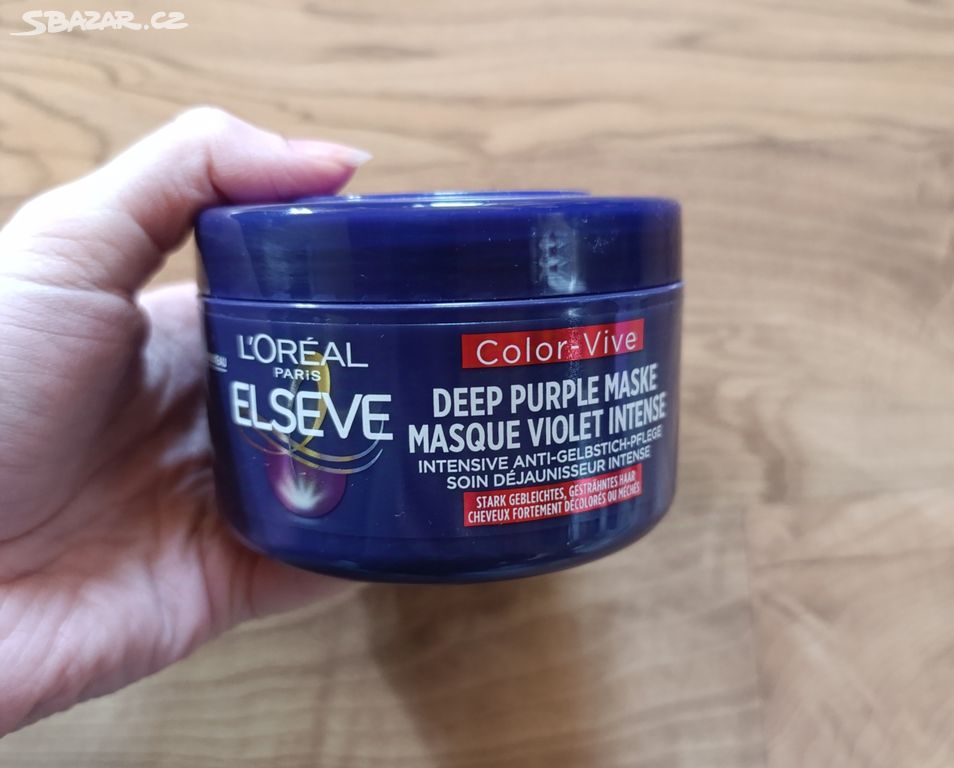 SBAZAR.CZ
L'ORÉAL
PARIS
ELSEVE
Color-Vive
DEEP PURPLE MASKE
MASQUE VIOLET INTENSE
INTENSIVE ANTI-GELBSTICH-PFLEGE
SOIN DÉJAUNISSEUR INTENSE
STARK GEBLEICHTES, GESTRÄHNTES HAAR
CHEVEUX FORTEMENT DÉCOLORÉS OU MÉCHÉS